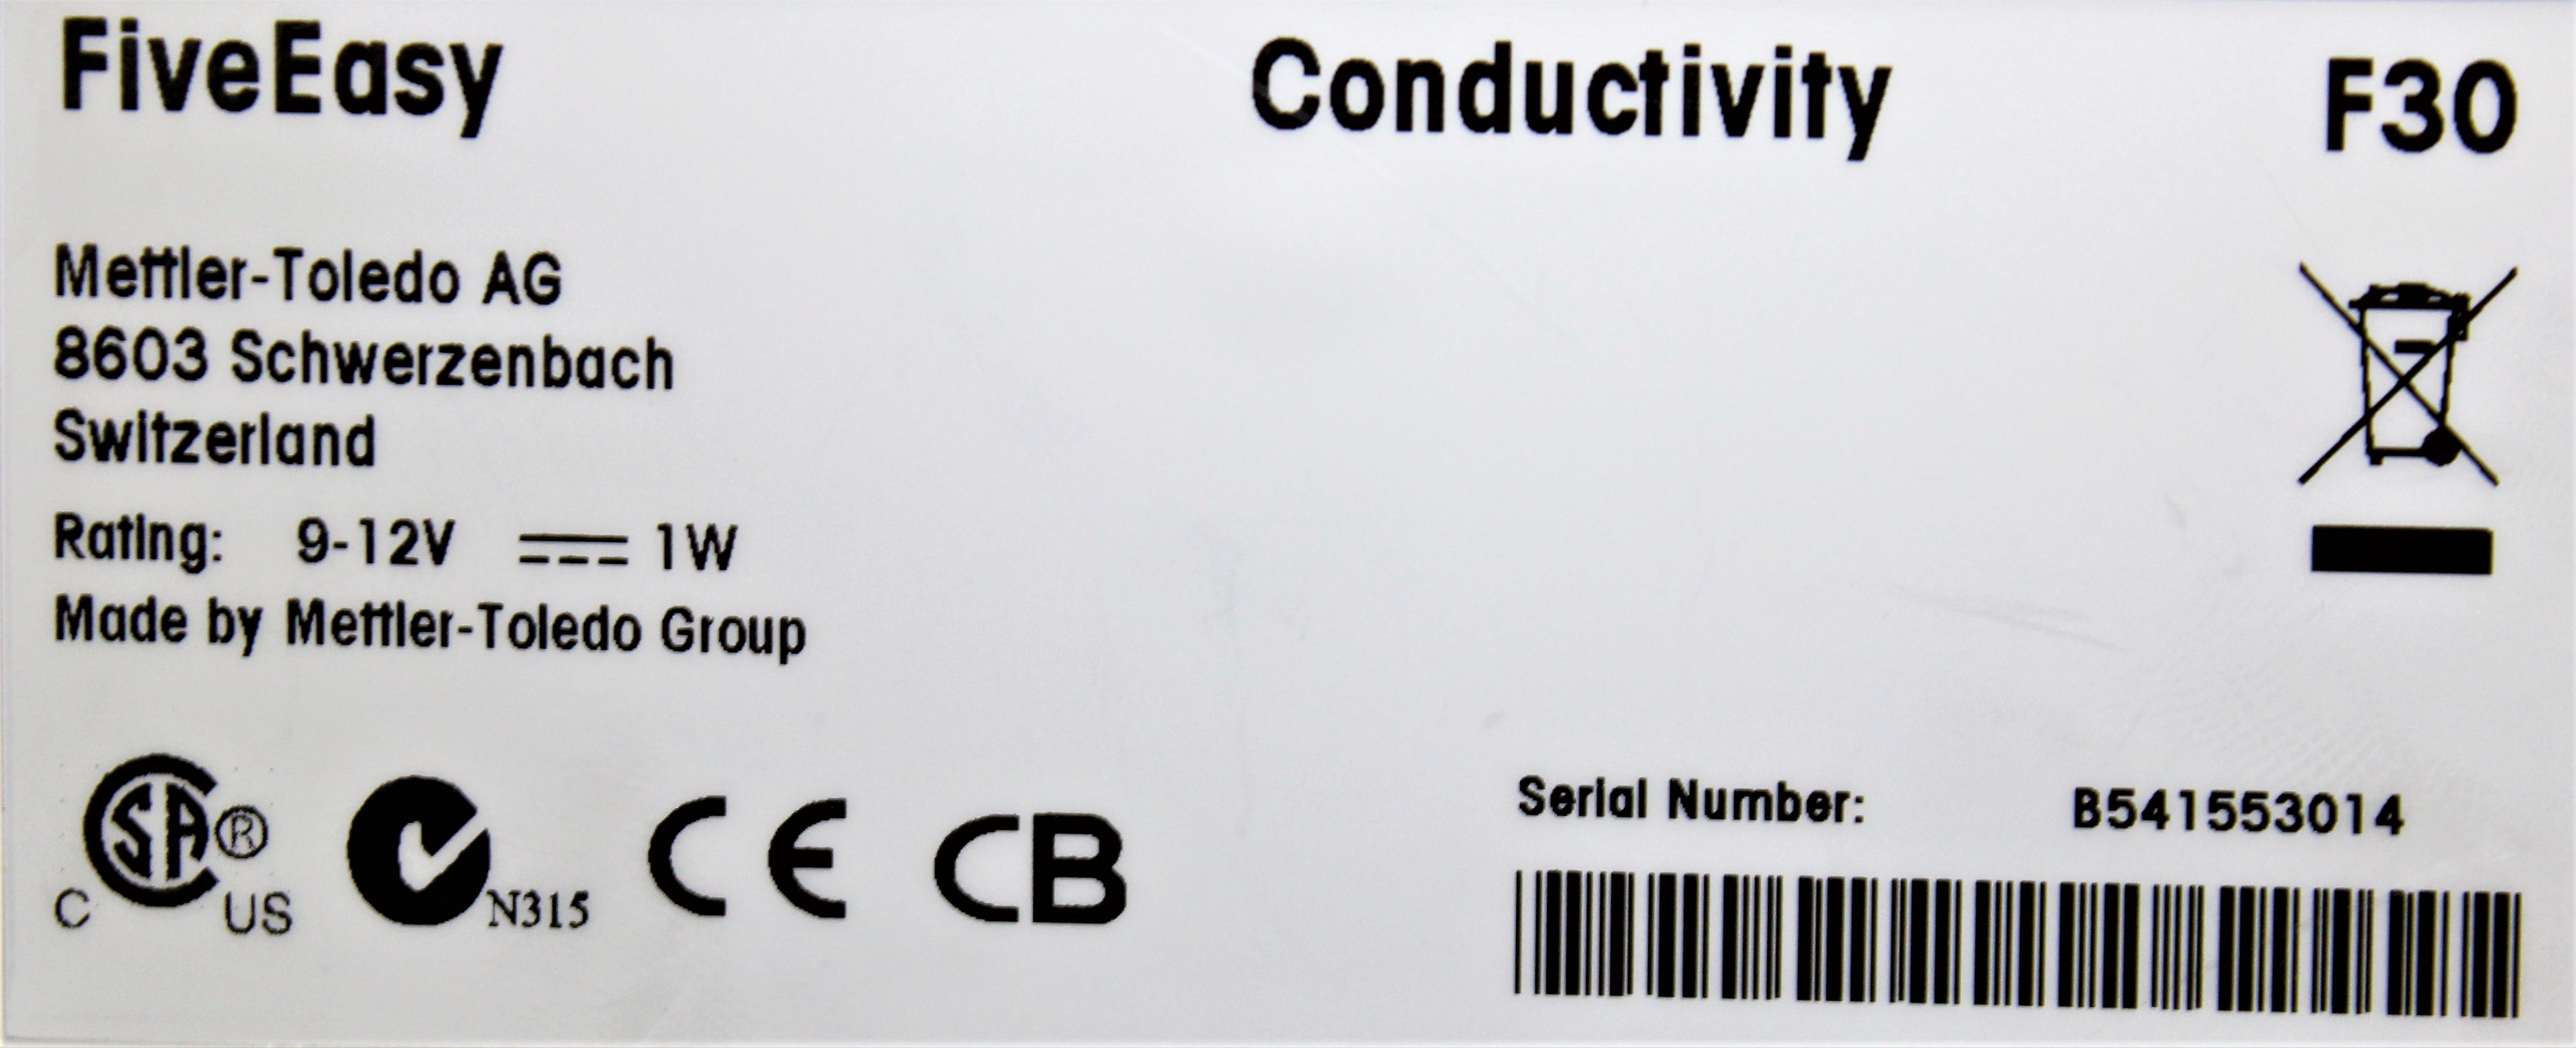 FiveEasy Conductivity F30
Mettler-Toledo AG
8603 Schwerzenbach
Switzerland
Rating: 9-12V ⎓ 1W
Made by Mettler-Toledo Group
CSA® C US
N315
CE
CB
Serial Number: B541553014